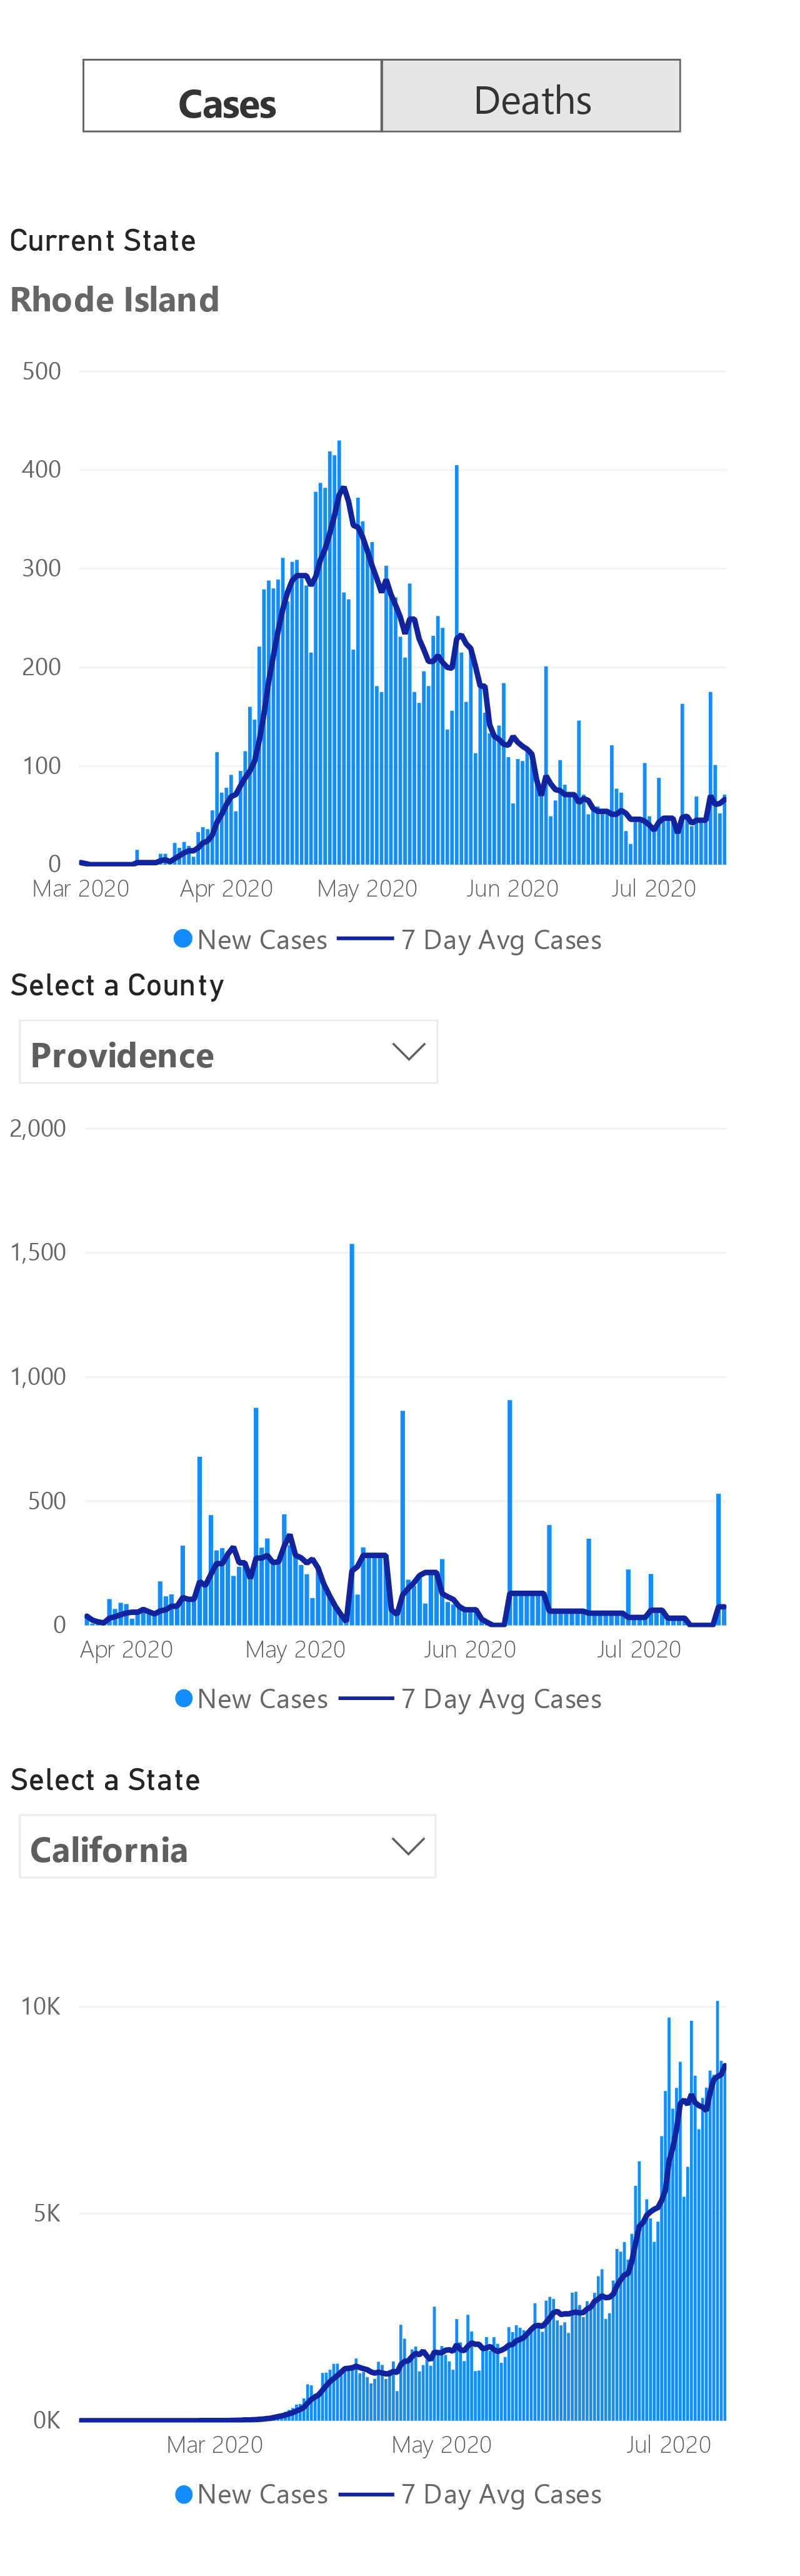 Cases Deaths
Current State
Rhode Island
500
400
300
200
100
0
Mar 2020 Apr 2020 May 2020 Jun 2020 Jul 2020
New Cases 7 Day Avg Cases
Select a County
Providence
2,000
1,500
1,000
500
0
Apr 2020 May 2020 Jun 2020 Jul 2020
New Cases 7 Day Avg Cases
Select a State
California
10K
5K
0K
Mar 2020 May 2020 Jul 2020
New Cases 7 Day Avg Cases